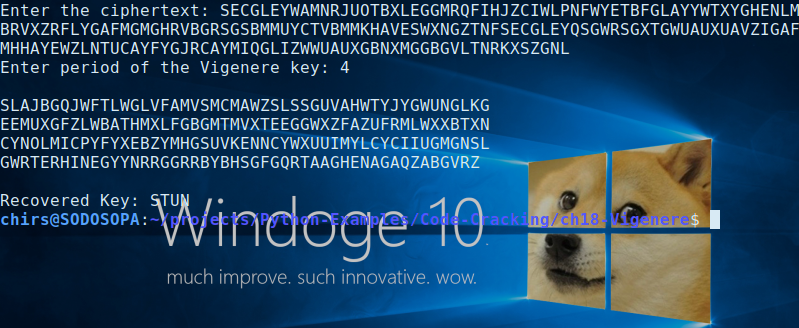 Enter the ciphertext: SECGLEYWAMNRJUOTBXLEGGMRQFIHJZCIWLPNFWYETBFGLAYYWTXYGHENLM
BRVXZRFLYGAFMGMGHRVBGRSGSBMMUYCTVBMMKHAVESWXNGZTNFSECGLEYQSGWRSGXTGWUAUXUAVZIGAF
MHHAYEWZLNTUCAYFYGJRCAYMIQGLIZWWUAUXGBNXMGGBGVLTNRKXSZGNL
Enter period of the Vigenere key: 4
SLAJBGQJWFTLWGLVFAMVSMCMAWZSLSSGUVAHWTYJYGWUNGLKG
EEMUXGFZLWBATHMXLFGBGMTMVXTEEGGWXZFAZUFRMLWXXBTXN
CYNOLMICPYFYXEBZYMHGSUVKENNCYWXUUIMYLCYCIIUGMGNSL
GWRTERHINEGYYNRRGGRRBYBHSGFGQRTAAGHENAGAQZABGVRZ
Recovered Key: STUN
chirs@SODOSOPA:~/projects/Python-Examples/Code-Cracking/ch18-Vigenere$
Windoge 10.
much improve. such innovative. wow.